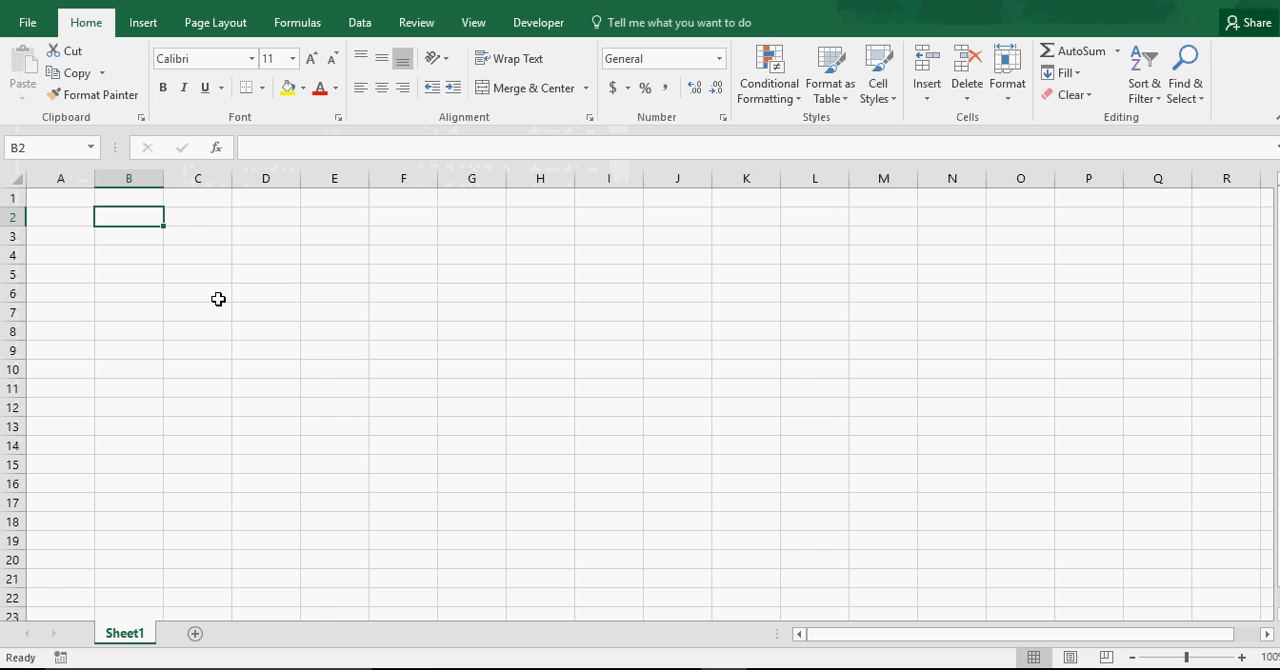 File Home Insert Page Layout Formulas Data Review View Developer Tell me what you want to do Share
Paste Cut Calibri 11 A A Wrap Text General Conditional Formatting Format as Table Cell Styles Insert Delete Format AutoSum Sort & Filter Find & Select
Copy Fill
Format Painter B I U A Merge & Center $ % , Clear
Clipboard Font Alignment Number Styles Cells Editing
B2 fx
A B C D E F G H I J K L M N O P Q R
1
2
3
4
5
6
7
8
9
10
11
12
13
14
15
16
17
18
19
20
21
22
23
Sheet1
Ready 100%